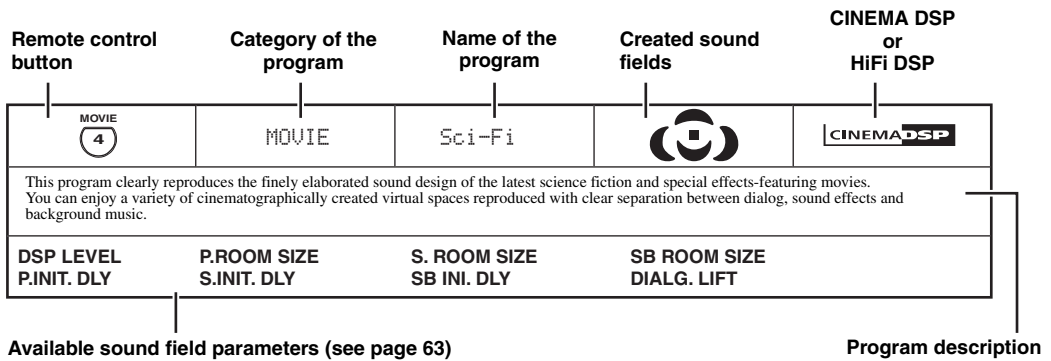 Remote control button
Category of the program
Name of the program
Created sound fields
CINEMA DSP
or
HiFi DSP
MOVIE
4
MOVIE
Sci-Fi
CINEMADSP
This program clearly reproduces the finely elaborated sound design of the latest science fiction and special effects-featuring movies.
You can enjoy a variety of cinematographically created virtual spaces reproduced with clear separation between dialog, sound effects and
background music.
DSP LEVEL P.ROOM SIZE S. ROOM SIZE SB ROOM SIZE
P.INIT. DLY S.INIT. DLY SB INI. DLY DIALG. LIFT
Available sound field parameters (see page 63)
Program description